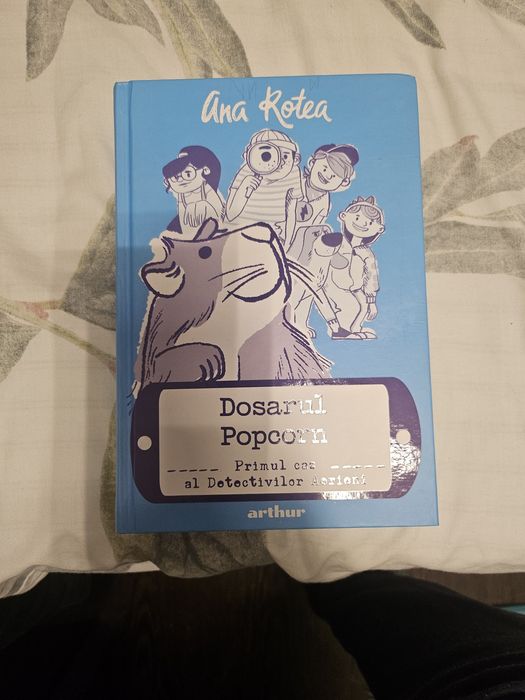 Ana Rotea
Dosarul
Popcorn
Primul caz
al Detectivilor Aerieni
arthur